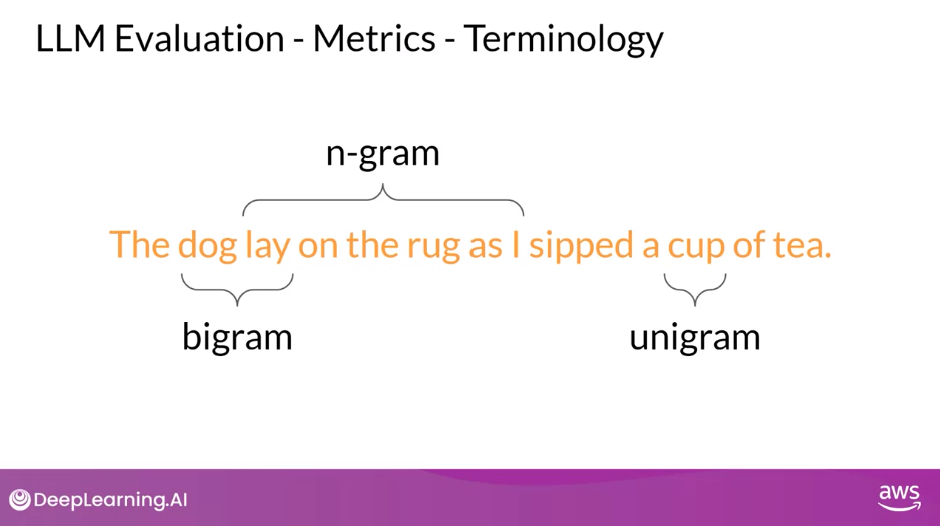 LLM Evaluation - Metrics - Terminology
n-gram
The dog lay on the rug as I sipped a cup of tea.
bigram unigram
DeepLearning.AI aws